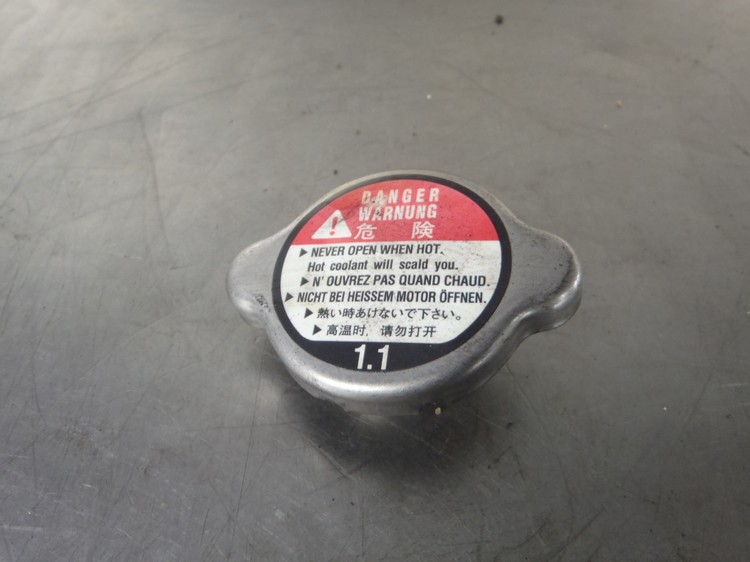 DANGER
WARNUNG
危 険
▶ NEVER OPEN WHEN HOT.
Hot coolant will scald you.
▶ N'OUVREZ PAS QUAND CHAUD.
▶ NICHT BEI HEISSEM MOTOR ÖFFNEN.
▶ 熱い時あけないで下さい。
▶ 高温时，请勿打开
1.1